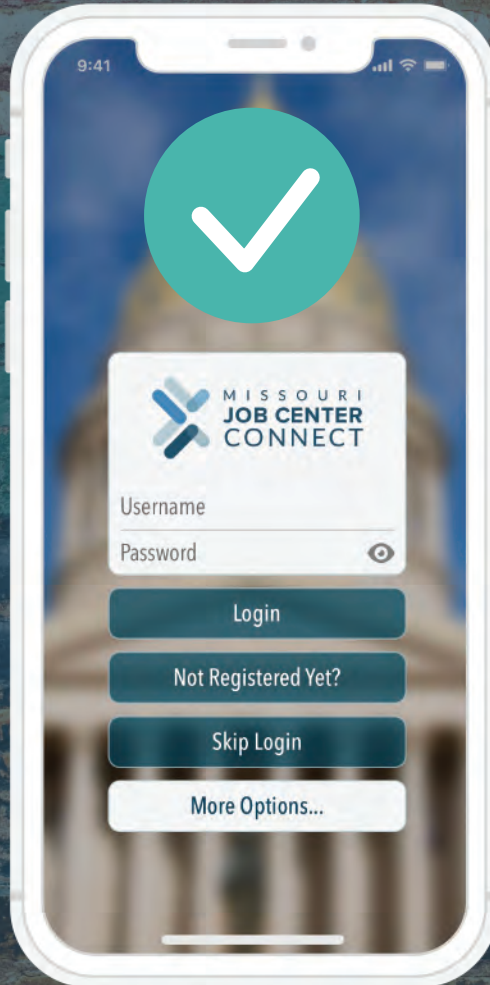 9:41
MISSOURI
JOB CENTER
CONNECT
Username
Password
Login
Not Registered Yet?
Skip Login
More Options...